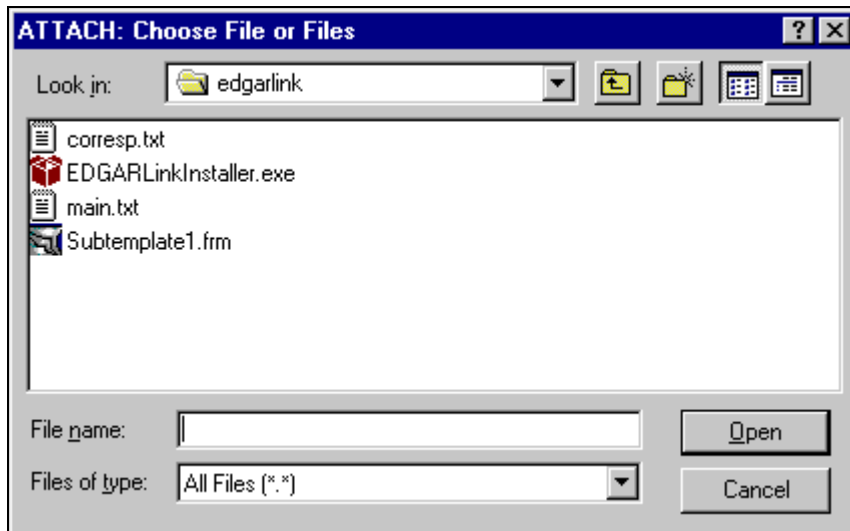 ATTACH: Choose File or Files
Look in: edgarlink
corresp.txt
EDGARLinkInstaller.exe
main.txt
Subtemplate1.frm
File name: Open
Files of type: All Files (*.*) Cancel